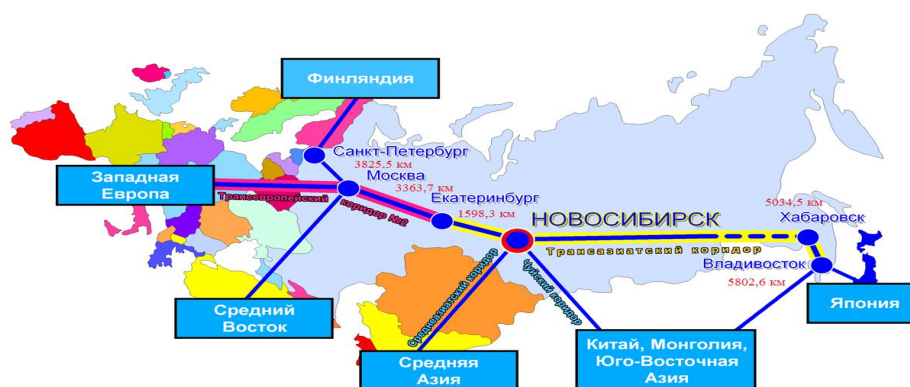 Финляндия
Санкт-Петербург
3825,5 км
Москва
3363,7 км
Западная
Европа
Трансевропейский
коридор №2
Екатеринбург
1598,3 км
НОВОСИБИРСК
Трансазиатский коридор
5034,5 км
Хабаровск
Владивосток
5802,6 км
Япония
Среднеазиатский коридор
Чуйский коридор
Средний
Восток
Средняя
Азия
Китай, Монголия,
Юго-Восточная
Азия